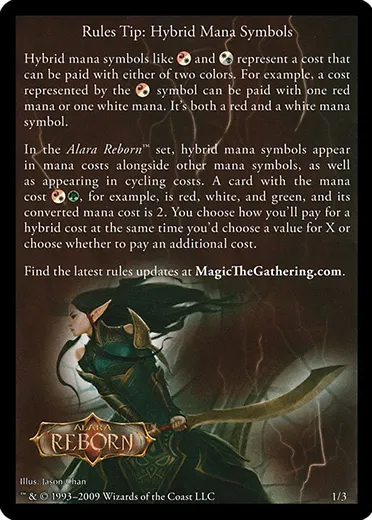 Rules Tip: Hybrid Mana Symbols
Hybrid mana symbols like and represent a cost that
can be paid with either of two colors. For example, a cost
represented by the symbol can be paid with one red
mana or one white mana. It's both a red and a white mana
symbol.
In the Alara Reborn™ set, hybrid mana symbols appear
in mana costs alongside other mana symbols, as well
as appearing in cycling costs. A card with the mana
cost , for example, is red, white, and green, and its
converted mana cost is 2. You choose how you'll pay for a
hybrid cost at the same time you'd choose a value for X or
choose whether to pay an additional cost.
Find the latest rules updates at MagicTheGathering.com.
ALARA
REBORN
Illus. Jason Chan
™ & © 1993–2009 Wizards of the Coast LLC 1/3